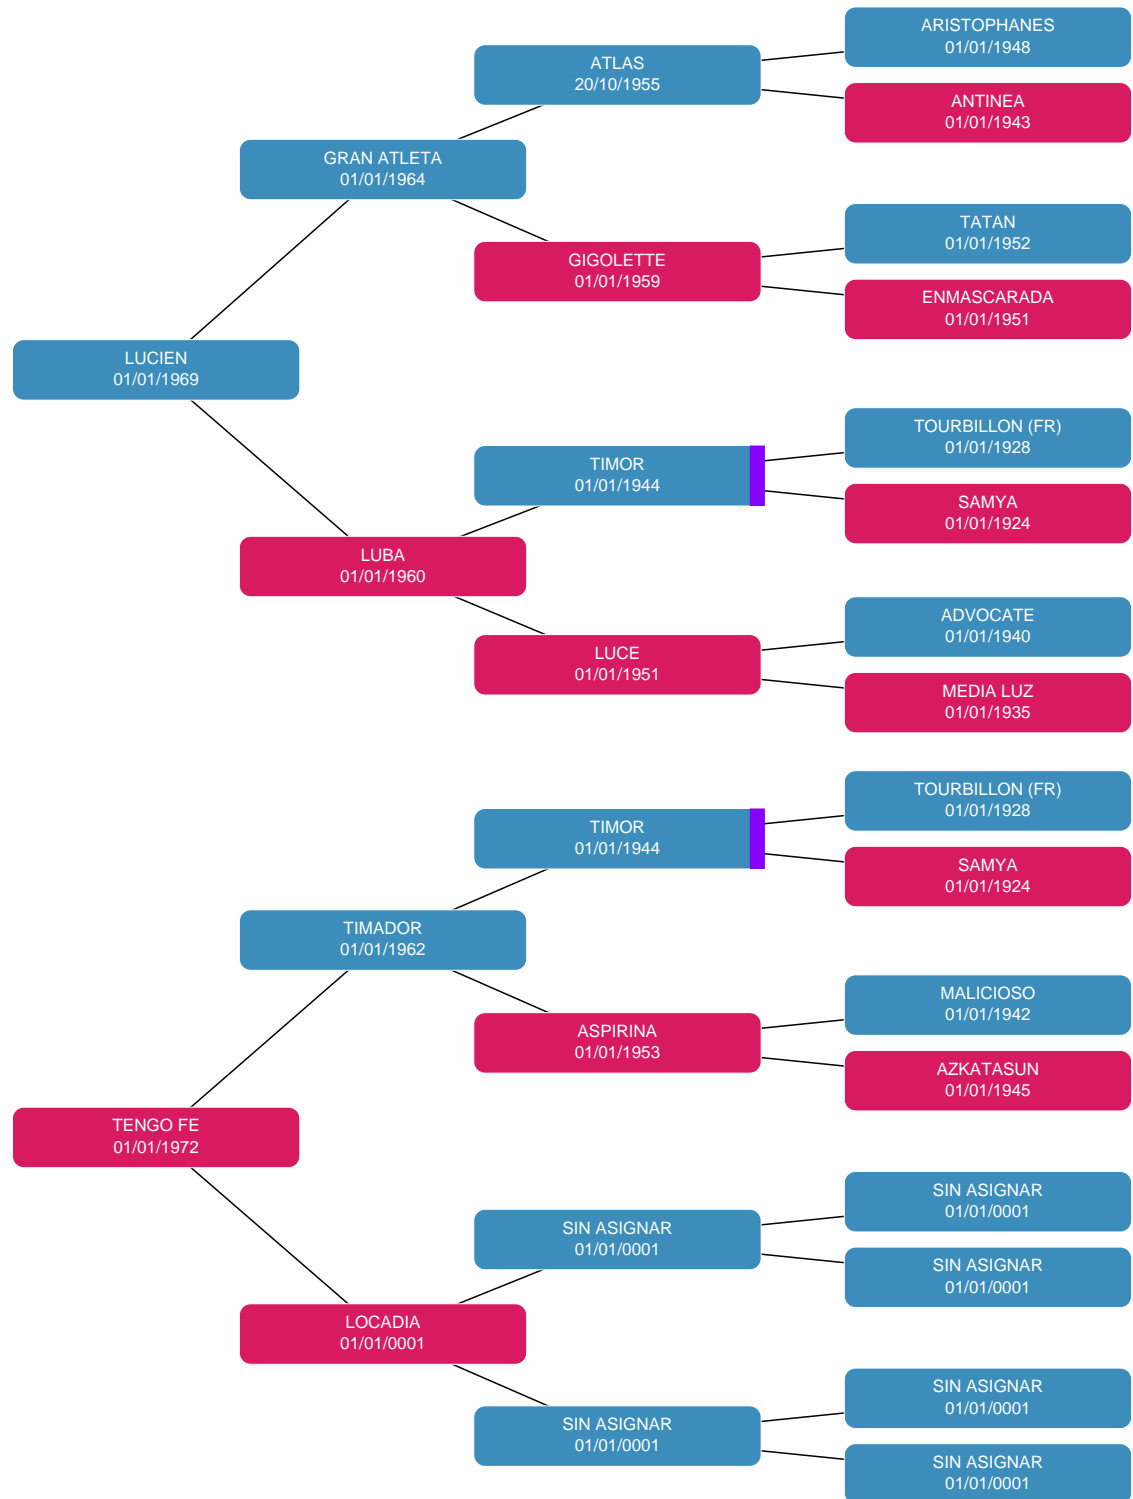 ARISTOPHANES
01/01/1948
ATLAS
20/10/1955
ANTINEA
01/01/1943
GRAN ATLETA
01/01/1964
TATAN
01/01/1952
GIGOLETTE
01/01/1959
ENMASCARADA
01/01/1951
LUCIEN
01/01/1969
TOURBILLON (FR)
01/01/1928
TIMOR
01/01/1944
SAMYA
01/01/1924
LUBA
01/01/1960
ADVOCATE
01/01/1940
LUCE
01/01/1951
MEDIA LUZ
01/01/1935
TOURBILLON (FR)
01/01/1928
TIMOR
01/01/1944
SAMYA
01/01/1924
TIMADOR
01/01/1962
MALICIOSO
01/01/1942
ASPIRINA
01/01/1953
AZKATASUN
01/01/1945
TENGO FE
01/01/1972
SIN ASIGNAR
01/01/0001
SIN ASIGNAR
01/01/0001
SIN ASIGNAR
01/01/0001
LOCADIA
01/01/0001
SIN ASIGNAR
01/01/0001
SIN ASIGNAR
01/01/0001
SIN ASIGNAR
01/01/0001